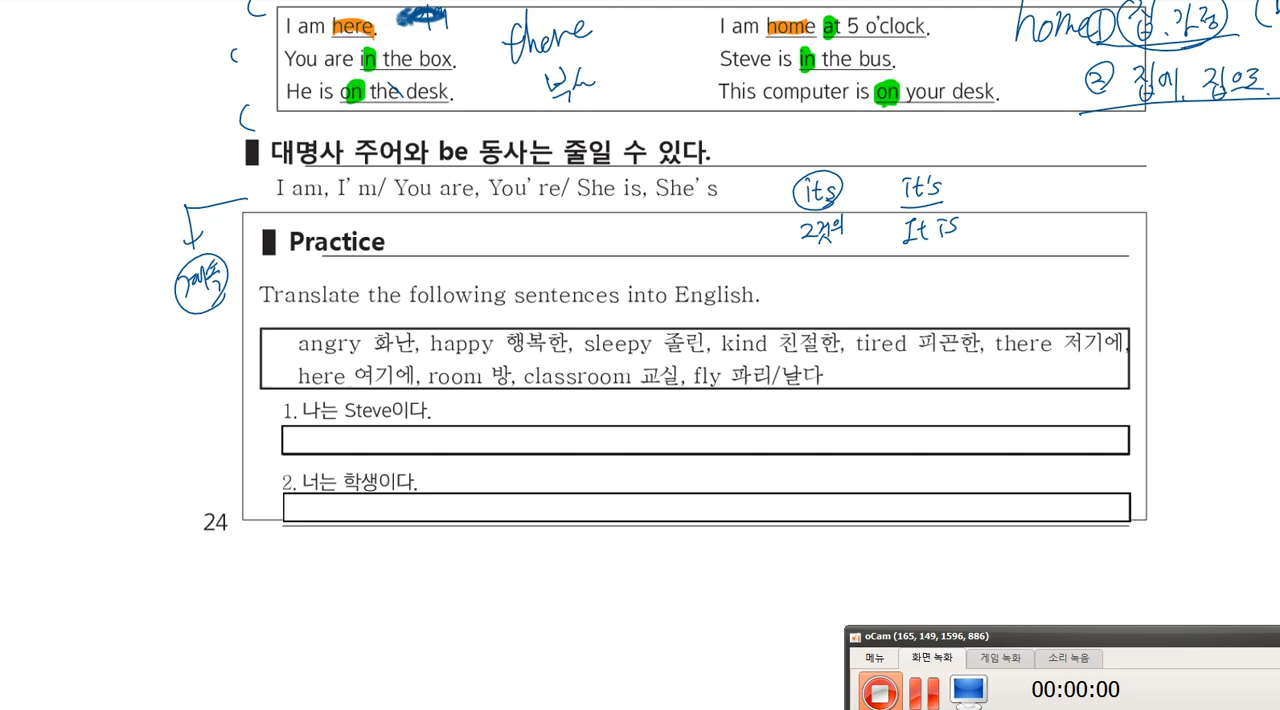 I am here.
I am home at 5 o'clock.
home ① 집, 가정 (
there
You are in the box.
Steve is in the bus.
② 집에, 집으로
부사
He is on the desk.
This computer is on your desk.
대명사 주어와 be 동사는 줄일 수 있다.
I am, I'm/ You are, You're/ She is, She's
its
it's
그것의
It is
Practice
Translate the following sentences into English.
angry 화난, happy 행복한, sleepy 졸린, kind 친절한, tired 피곤한, there 저기에,
here 여기에, room 방, classroom 교실, fly 파리/날다
1. 나는 Steve이다.
2. 너는 학생이다.
24
oCam (165, 149, 1596, 886)
메뉴 화면 녹화 게임 녹화 소리 녹음
00:00:00